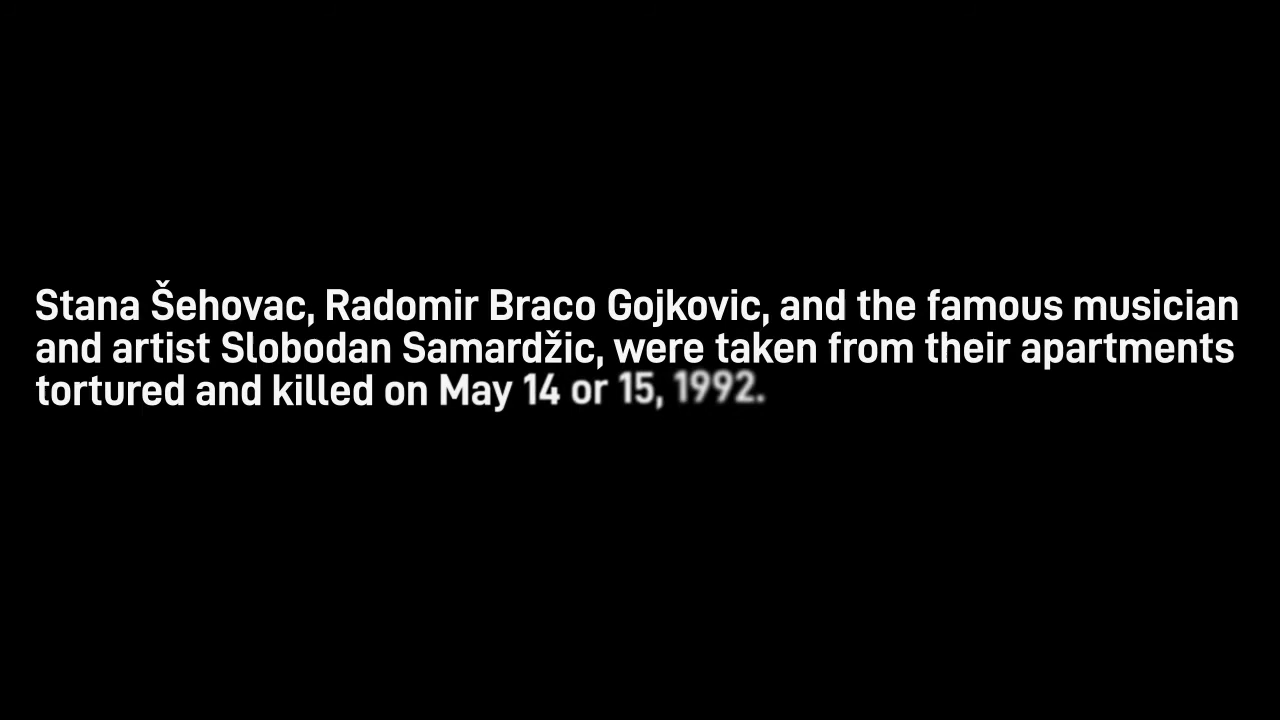 Stana Šehovac, Radomir Braco Gojkovic, and the famous musician
and artist Slobodan Samardžic, were taken from their apartments
tortured and killed on May 14 or 15, 1992.